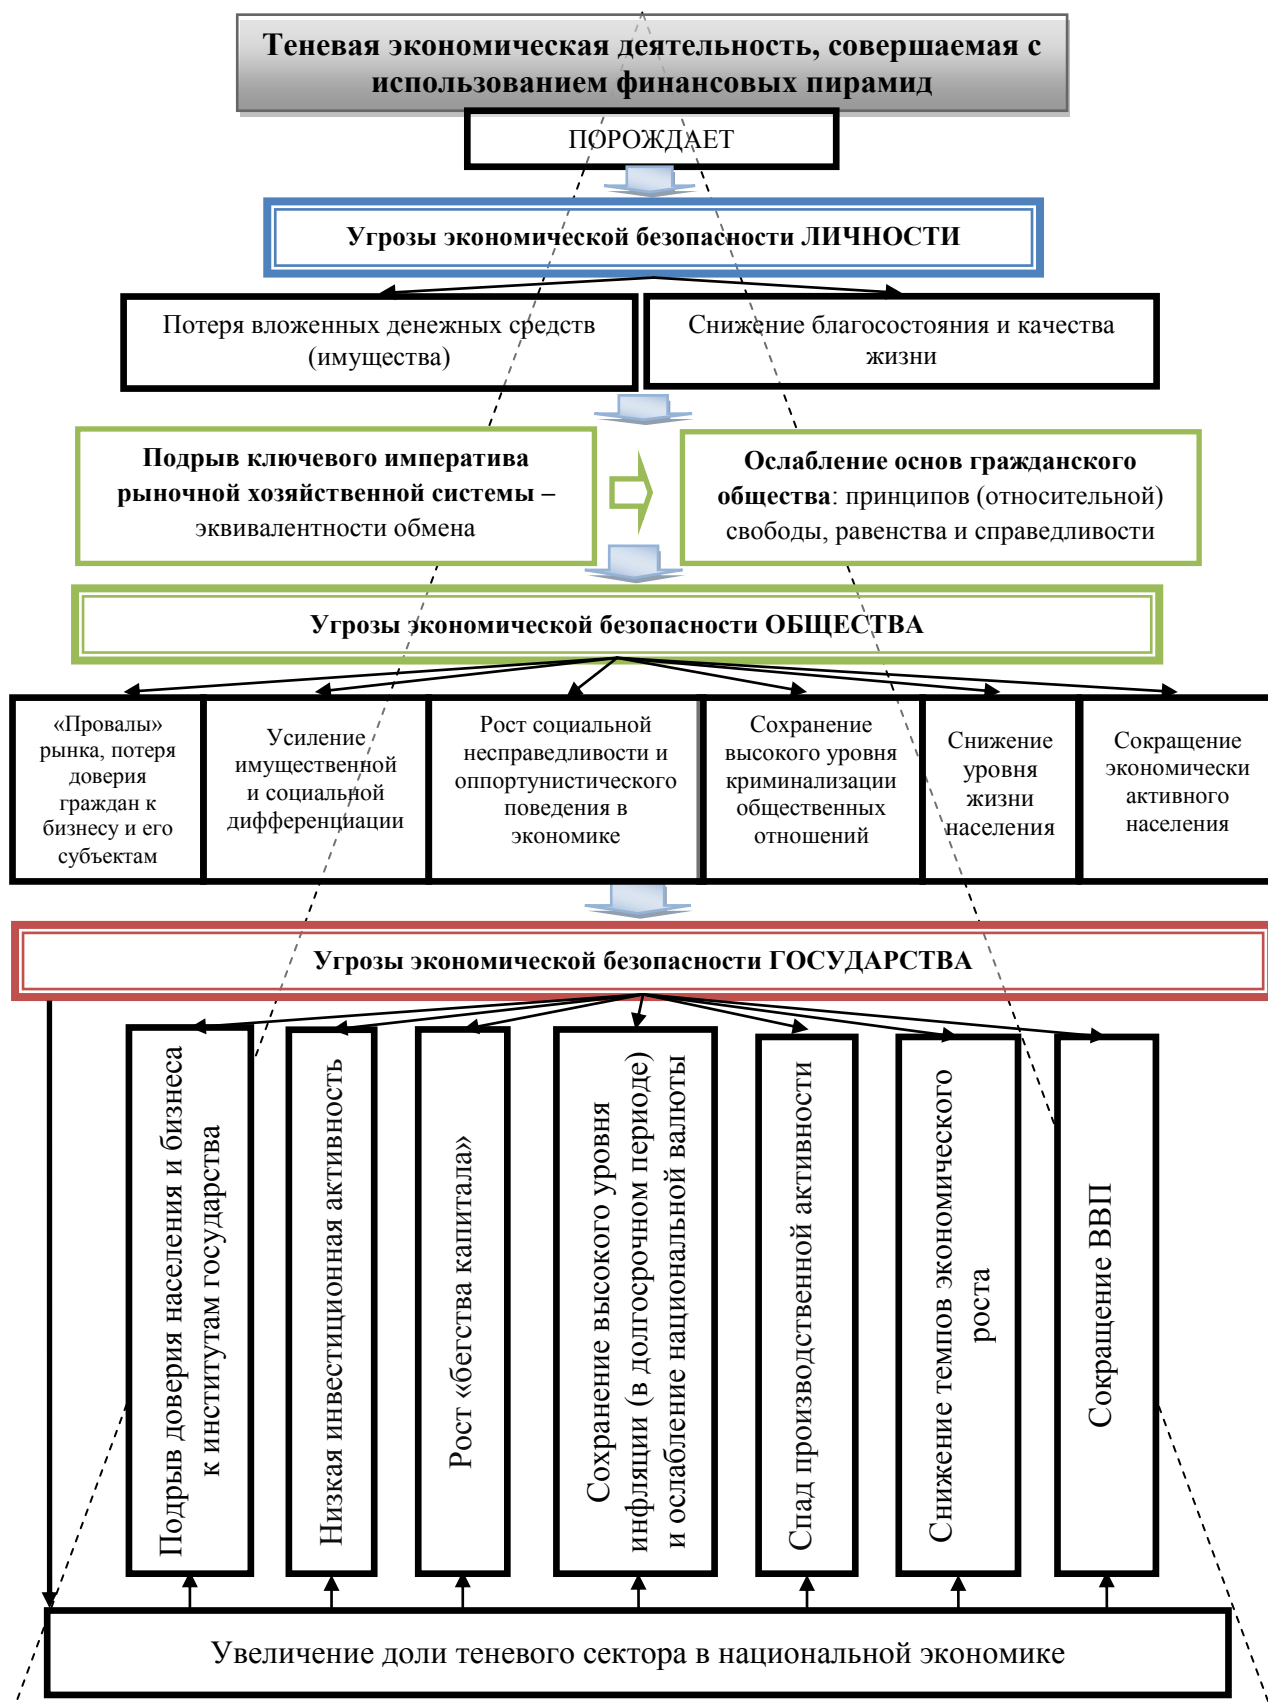 Теневая экономическая деятельность, совершаемая с
использованием финансовых пирамид
ПОРОЖДАЕТ
Угрозы экономической безопасности ЛИЧНОСТИ
Потеря вложенных денежных средств
(имущества)
Снижение благосостояния и качества
жизни
Подрыв ключевого императива
рыночной хозяйственной системы –
эквивалентности обмена
Ослабление основ гражданского
общества: принципов (относительной)
свободы, равенства и справедливости
Угрозы экономической безопасности ОБЩЕСТВА
«Провалы»
рынка, потеря
доверия
граждан к
бизнесу и его
субъектам
Усиление
имущественной
и социальной
дифференциации
Рост социальной
несправедливости и
оппортунистического
поведения в
экономике
Сохранение
высокого уровня
криминализации
общественных
отношений
Снижение
уровня
жизни
населения
Сокращение
экономически
активного
населения
Угрозы экономической безопасности ГОСУДАРСТВА
Подрыв доверия населения и бизнеса
к институтам государства
Низкая инвестиционная активность
Рост «бегства капитала»
Сохранение высокого уровня
инфляции (в долгосрочном периоде)
и ослабление национальной валюты
Спад производственной активности
Снижение темпов экономического
роста
Сокращение ВВП
Увеличение доли теневого сектора в национальной экономике